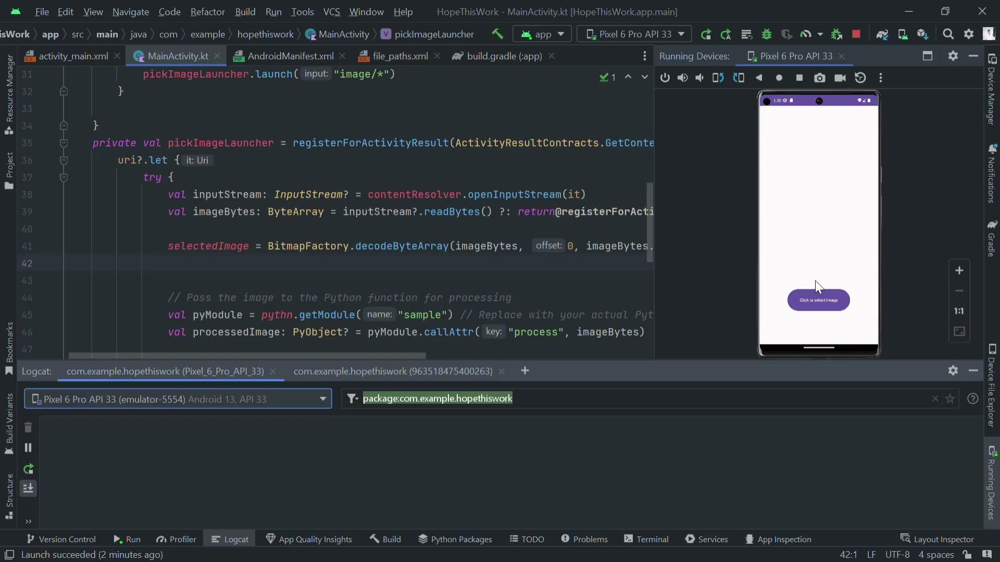 File Edit View Navigate Code Refactor Build Run Tools VCS Window Help HopeThisWork - MainActivity.kt [HopeThisWork.app.main]
isWork app src main java com example hopethiswork MainActivity V pickImageLauncher app Pixel 6 Pro API 33
activity_main.xml MainActivity.kt MF AndroidManifest.xml file_paths.xml build.gradle (:app) Running Devices: Pixel 6 Pro API 33
31 pickImageLauncher.launch( input: "image/*") 1
32 }
33
34 }
35 private val pickImageLauncher = registerForActivityResult(ActivityResultContracts.GetConte
36 uri?.let { it: Uri
37 try {
38 val inputStream: InputStream? = contentResolver.openInputStream(it)
39 val imageBytes: ByteArray = inputStream?.readBytes() ?: return@registerForActi
40
41 selectedImage = BitmapFactory.decodeByteArray(imageBytes, offset: 0, imageBytes.
42
43
44 // Pass the image to the Python function for processing
45 val pyModule = pythn.getModule( name: "sample") // Replace with your actual Pyt
46 val processedImage: PyObject? = pyModule.callAttr( key: "process", imageBytes)
47
1:00
Click to select Image
1:1
Resource Manager
Project
Bookmarks
Build Variants
Structure
Device Manager
Notifications
Gradle
Device File Explorer
Running Devices
Logcat: com.example.hopethiswork (Pixel_6_Pro_API_33) com.example.hopethiswork (963518475400263)
Pixel 6 Pro API 33 (emulator-5554) Android 13, API 33 package:com.example.hopethiswork
Version Control Run Profiler Logcat App Quality Insights Build Python Packages TODO Problems Terminal Services App Inspection Layout Inspector
Launch succeeded (2 minutes ago) 42:1 LF UTF-8 4 spaces